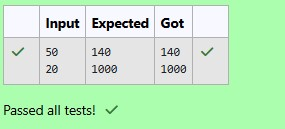 Input Expected Got
50 140 140
20 1000 1000
Passed all tests!